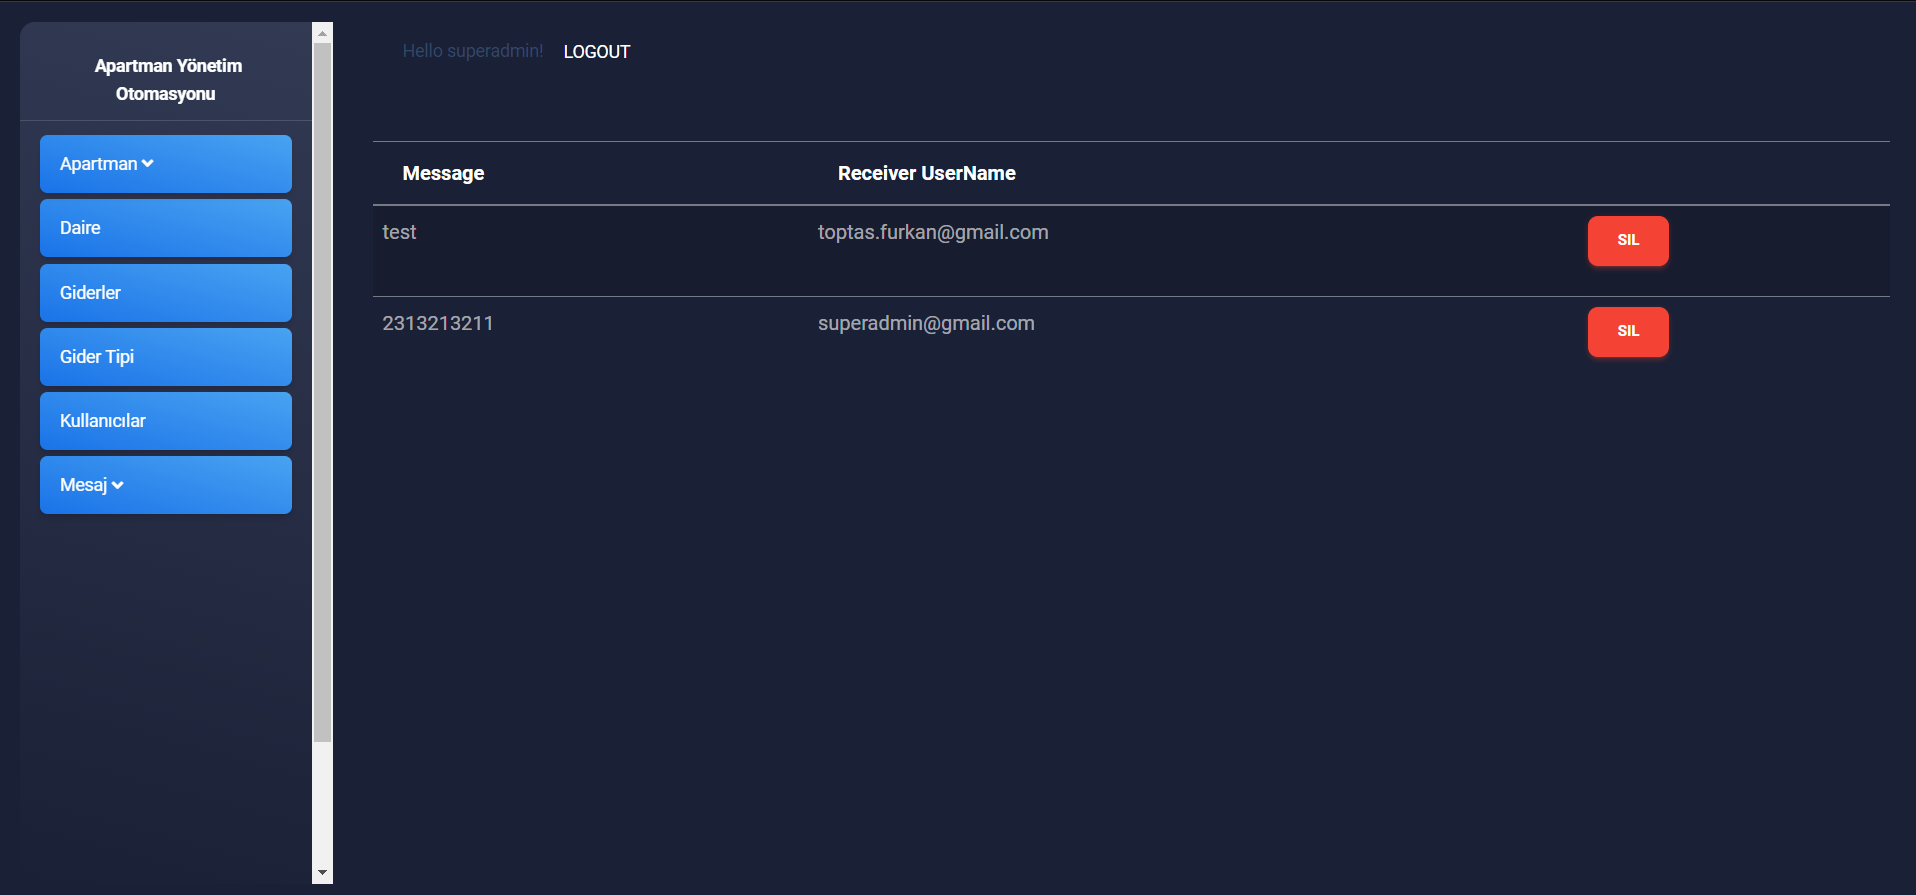 Apartman Yönetim
Otomasyonu
Apartman
Daire
Giderler
Gider Tipi
Kullanıcılar
Mesaj
Hello superadmin! LOGOUT
Message Receiver UserName
test toptas.furkan@gmail.com SIL
2313213211 superadmin@gmail.com SIL